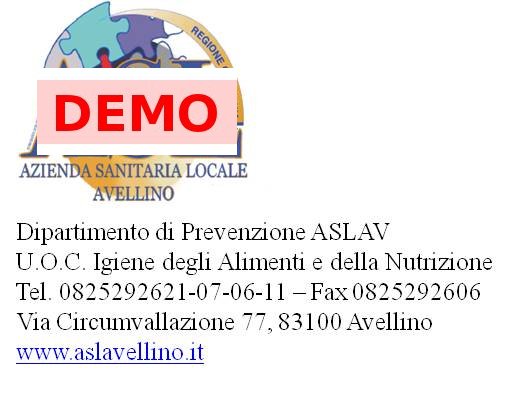 REGIONE
DEMO
AZIENDA SANITARIA LOCALE
AVELLINO
Dipartimento di Prevenzione ASLAV
U.O.C. Igiene degli Alimenti e della Nutrizione
Tel. 0825292621-07-06-11 – Fax 0825292606
Via Circumvallazione 77, 83100 Avellino
www.aslavellino.it